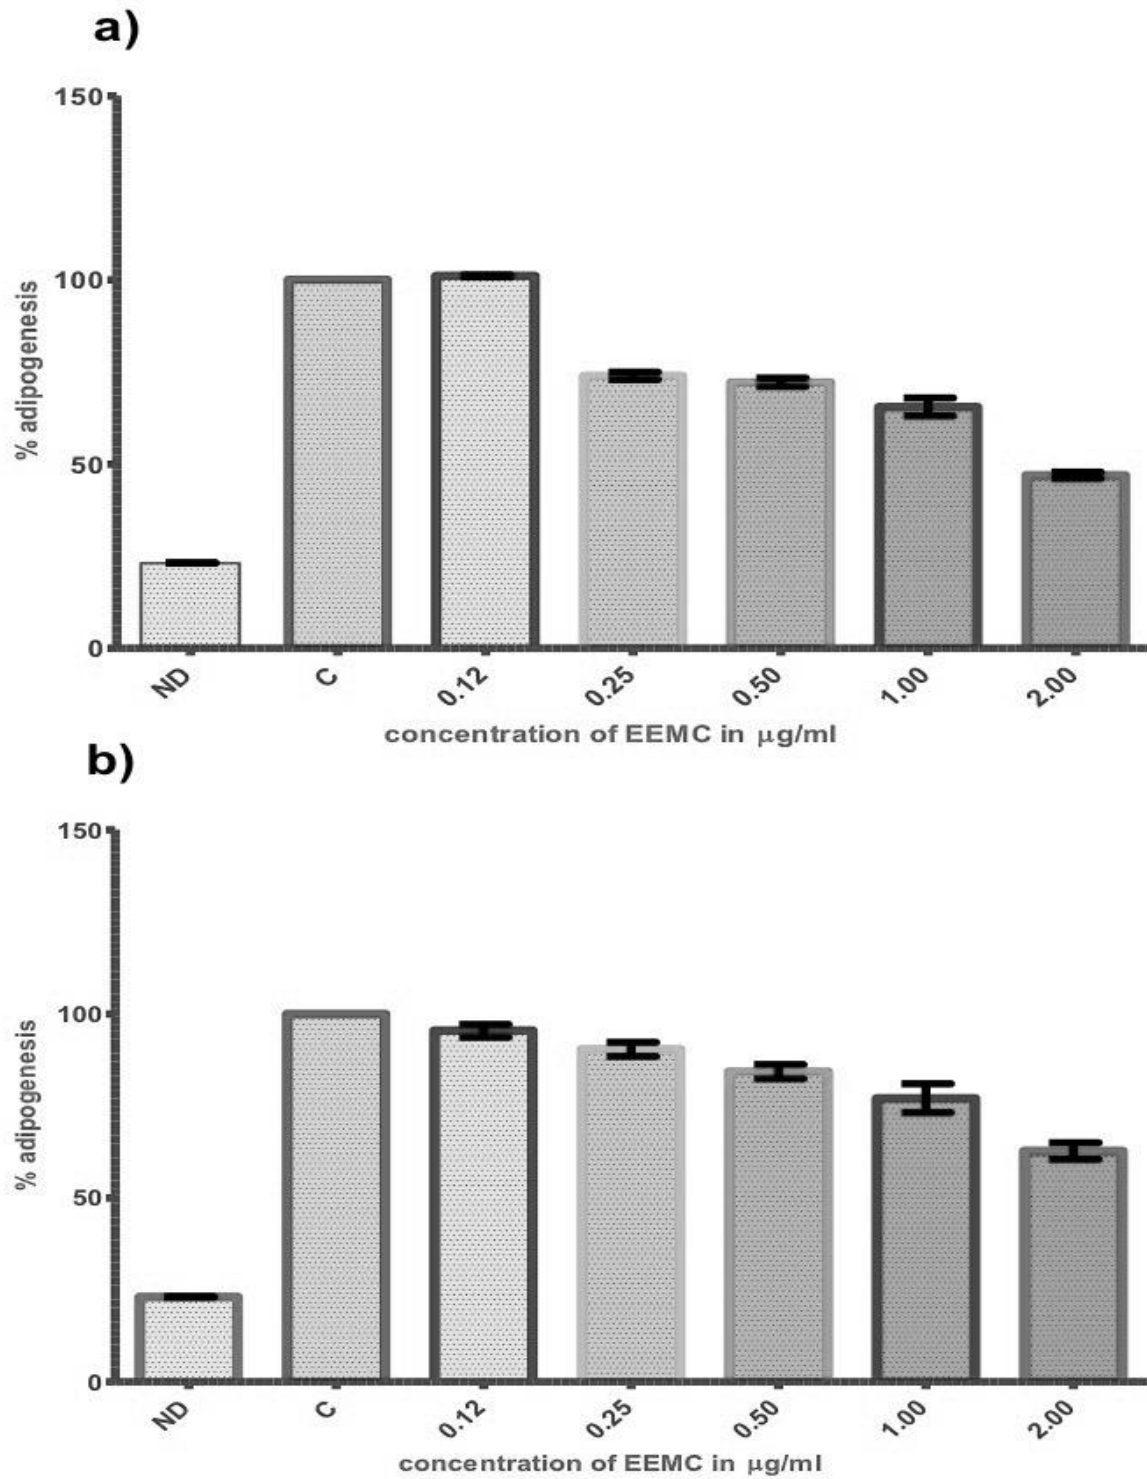 a)
150
100
50
0
% adipogenesis
ND
C
0.12
0.25
0.50
1.00
2.00
concentration of EEMC in μg/ml
b)
150
100
50
0
% adipogenesis
ND
C
0.12
0.25
0.50
1.00
2.00
concentration of EEMC in μg/ml